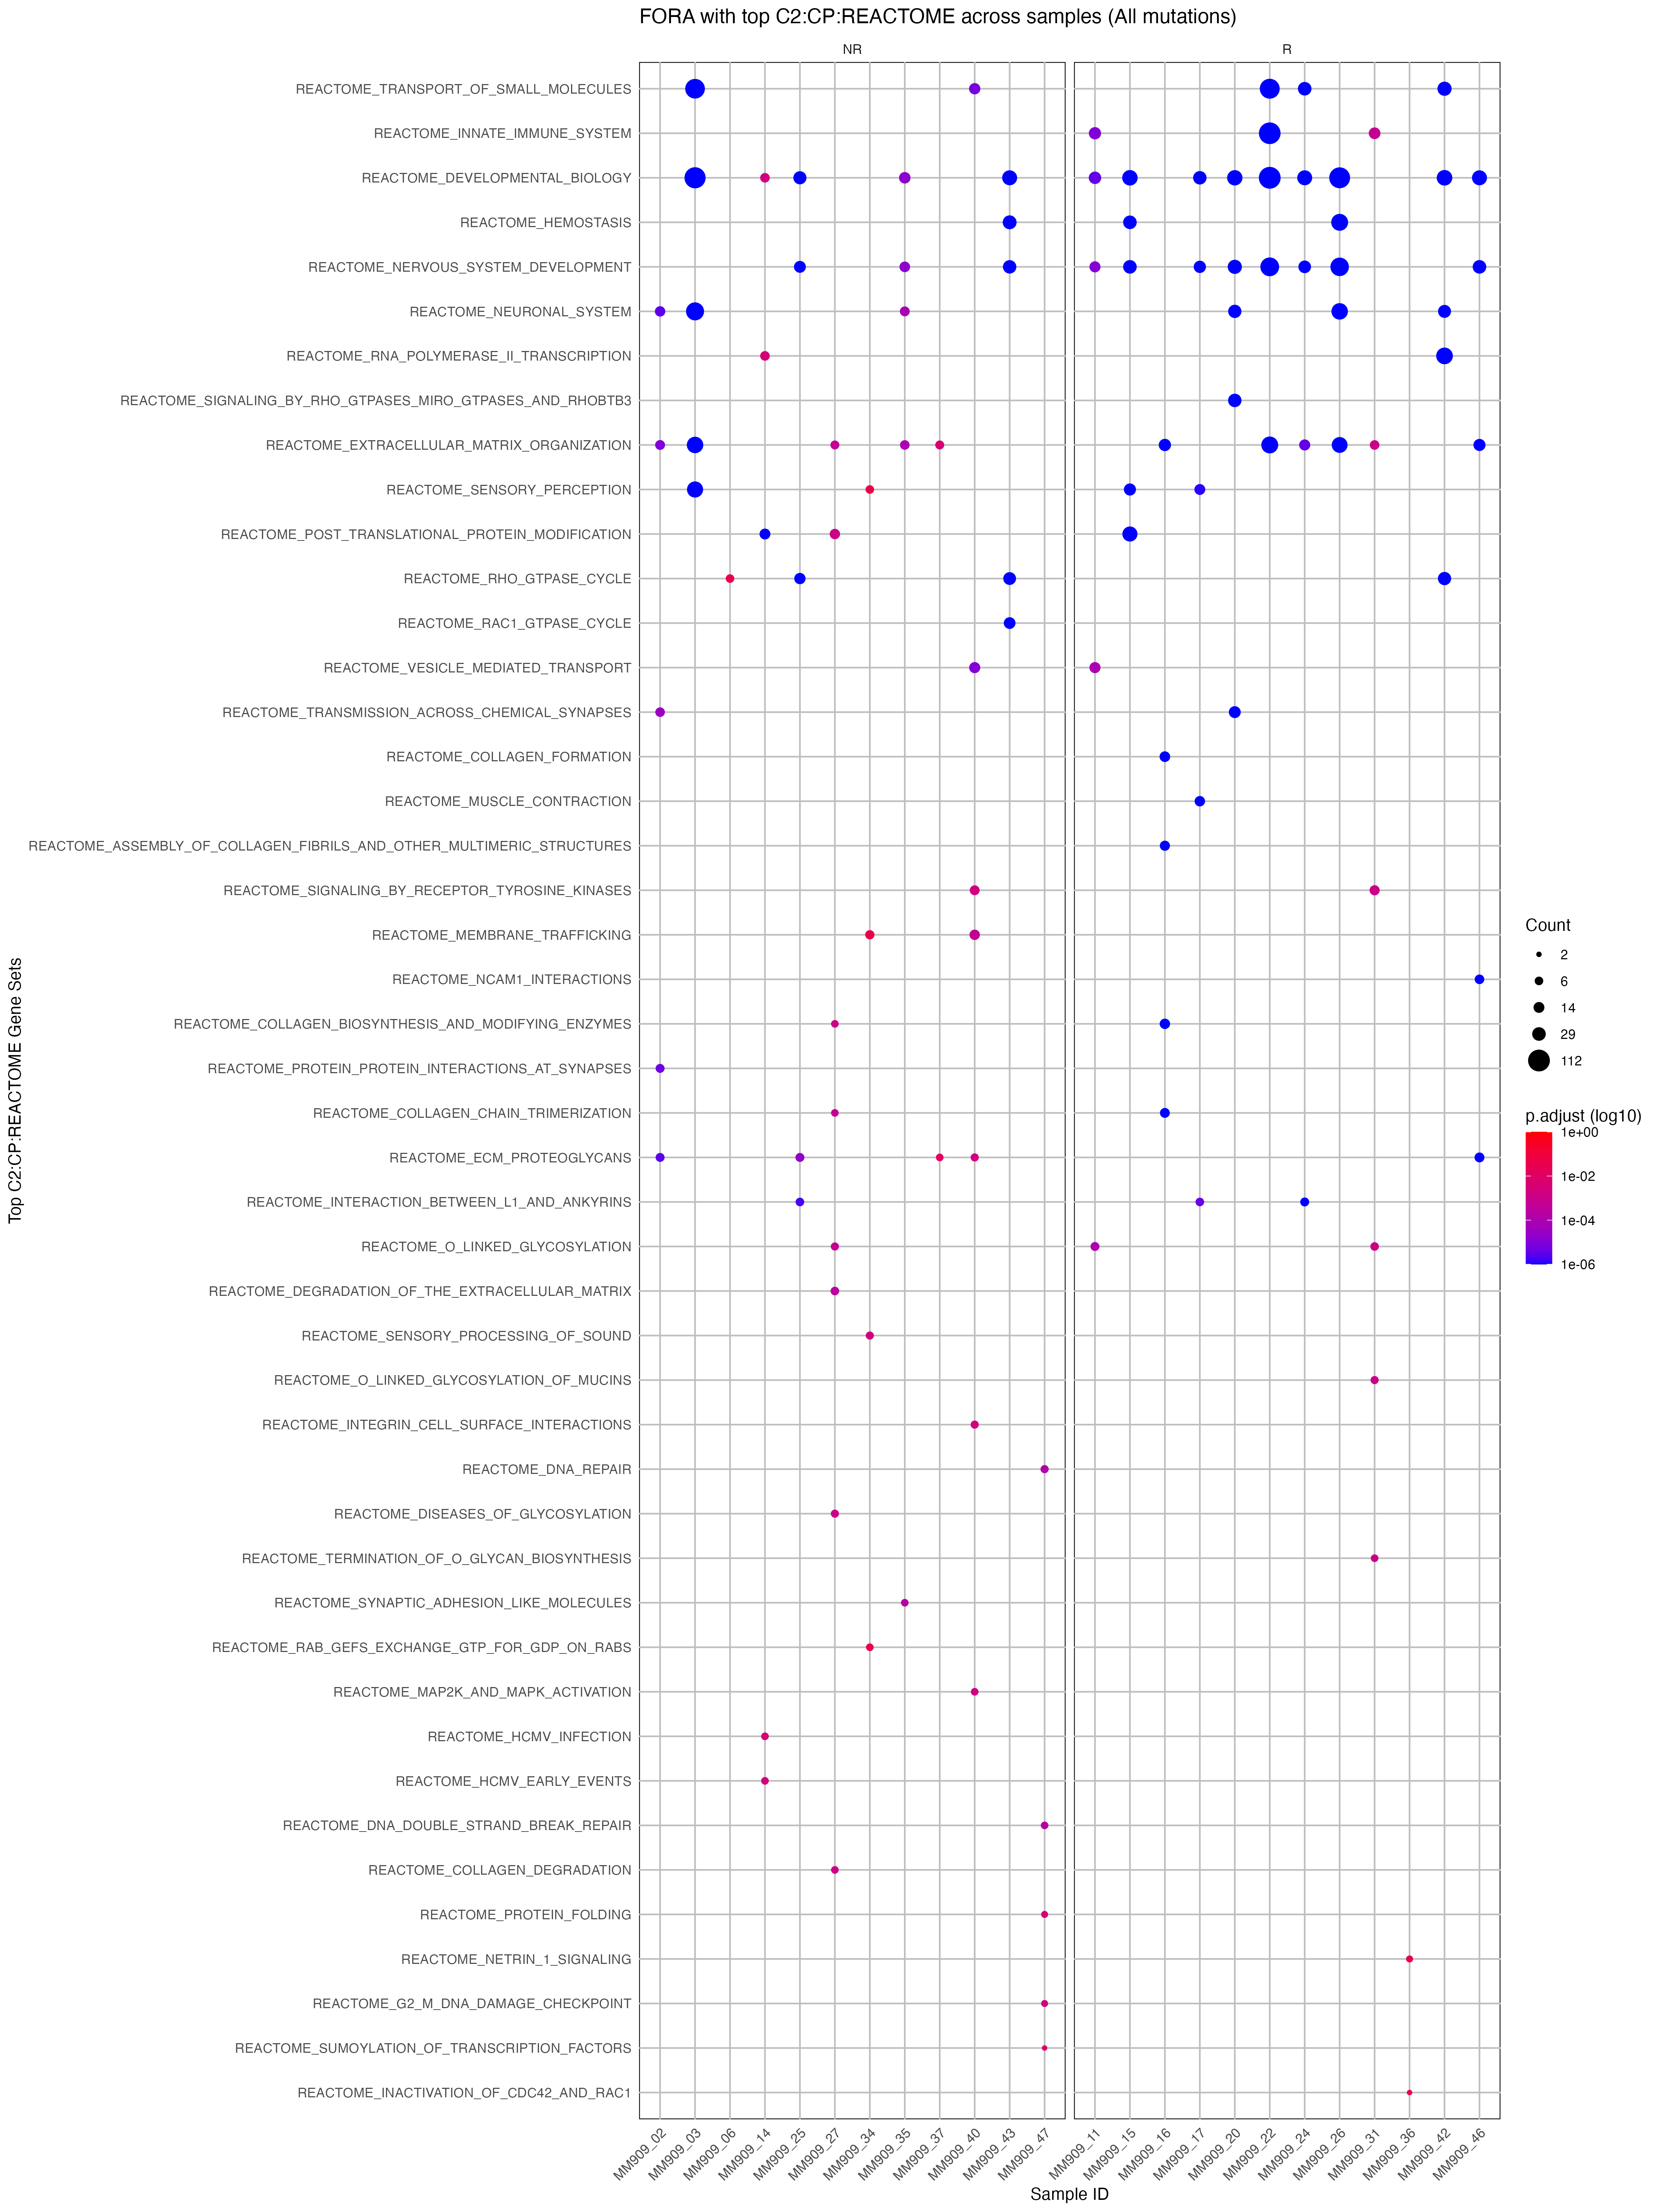 FORA with top C2:CP:REACTOME across samples (All mutations)
NR
R
REACTOME_TRANSPORT_OF_SMALL_MOLECULES
REACTOME_INNATE_IMMUNE_SYSTEM
REACTOME_DEVELOPMENTAL_BIOLOGY
REACTOME_HEMOSTASIS
REACTOME_NERVOUS_SYSTEM_DEVELOPMENT
REACTOME_NEURONAL_SYSTEM
REACTOME_RNA_POLYMERASE_II_TRANSCRIPTION
REACTOME_SIGNALING_BY_RHO_GTPASES_MIRO_GTPASES_AND_RHOBTB3
REACTOME_EXTRACELLULAR_MATRIX_ORGANIZATION
REACTOME_SENSORY_PERCEPTION
REACTOME_POST_TRANSLATIONAL_PROTEIN_MODIFICATION
REACTOME_RHO_GTPASE_CYCLE
REACTOME_RAC1_GTPASE_CYCLE
REACTOME_VESICLE_MEDIATED_TRANSPORT
REACTOME_TRANSMISSION_ACROSS_CHEMICAL_SYNAPSES
REACTOME_COLLAGEN_FORMATION
REACTOME_MUSCLE_CONTRACTION
REACTOME_ASSEMBLY_OF_COLLAGEN_FIBRILS_AND_OTHER_MULTIMERIC_STRUCTURES
REACTOME_SIGNALING_BY_RECEPTOR_TYROSINE_KINASES
REACTOME_MEMBRANE_TRAFFICKING
REACTOME_NCAM1_INTERACTIONS
REACTOME_COLLAGEN_BIOSYNTHESIS_AND_MODIFYING_ENZYMES
REACTOME_PROTEIN_PROTEIN_INTERACTIONS_AT_SYNAPSES
REACTOME_COLLAGEN_CHAIN_TRIMERIZATION
REACTOME_ECM_PROTEOGLYCANS
REACTOME_INTERACTION_BETWEEN_L1_AND_ANKYRINS
REACTOME_O_LINKED_GLYCOSYLATION
REACTOME_DEGRADATION_OF_THE_EXTRACELLULAR_MATRIX
REACTOME_SENSORY_PROCESSING_OF_SOUND
REACTOME_O_LINKED_GLYCOSYLATION_OF_MUCINS
REACTOME_INTEGRIN_CELL_SURFACE_INTERACTIONS
REACTOME_DNA_REPAIR
REACTOME_DISEASES_OF_GLYCOSYLATION
REACTOME_TERMINATION_OF_O_GLYCAN_BIOSYNTHESIS
REACTOME_SYNAPTIC_ADHESION_LIKE_MOLECULES
REACTOME_RAB_GEFS_EXCHANGE_GTP_FOR_GDP_ON_RABS
REACTOME_MAP2K_AND_MAPK_ACTIVATION
REACTOME_HCMV_INFECTION
REACTOME_HCMV_EARLY_EVENTS
REACTOME_DNA_DOUBLE_STRAND_BREAK_REPAIR
REACTOME_COLLAGEN_DEGRADATION
REACTOME_PROTEIN_FOLDING
REACTOME_NETRIN_1_SIGNALING
REACTOME_G2_M_DNA_DAMAGE_CHECKPOINT
REACTOME_SUMOYLATION_OF_TRANSCRIPTION_FACTORS
REACTOME_INACTIVATION_OF_CDC42_AND_RAC1
Top C2:CP:REACTOME Gene Sets
MM909_02
MM909_03
MM909_06
MM909_14
MM909_25
MM909_27
MM909_34
MM909_35
MM909_37
MM909_40
MM909_43
MM909_47
MM909_11
MM909_15
MM909_16
MM909_17
MM909_20
MM909_22
MM909_24
MM909_26
MM909_31
MM909_36
MM909_42
MM909_46
Sample ID
Count
2
6
14
29
112
p.adjust (log10)
1e+00
1e-02
1e-04
1e-06